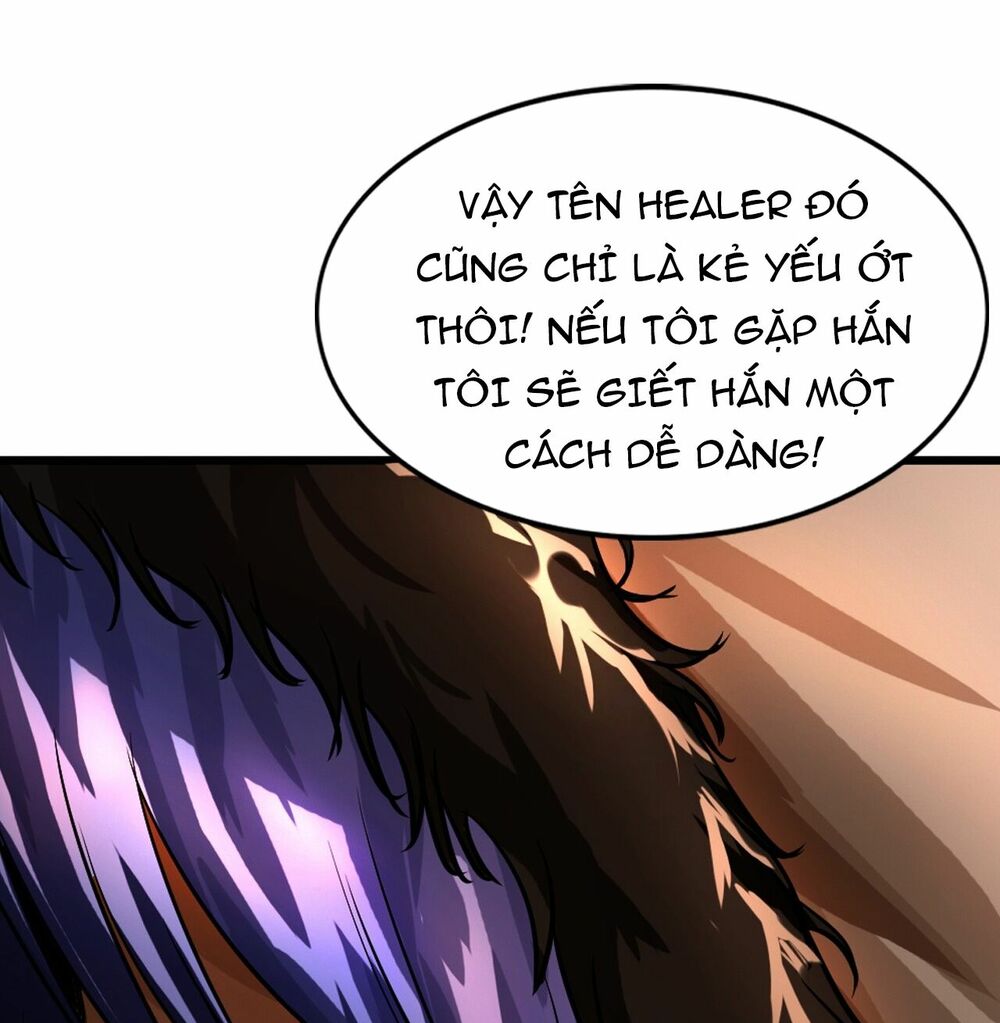 VẬY TÊN HEALER ĐÓ
CŨNG CHỈ LÀ KẺ YẾU ỚT
THÔI! NẾU TÔI GẶP HẮN
TÔI SẼ GIẾT HẮN MỘT
CÁCH DỄ DÀNG!